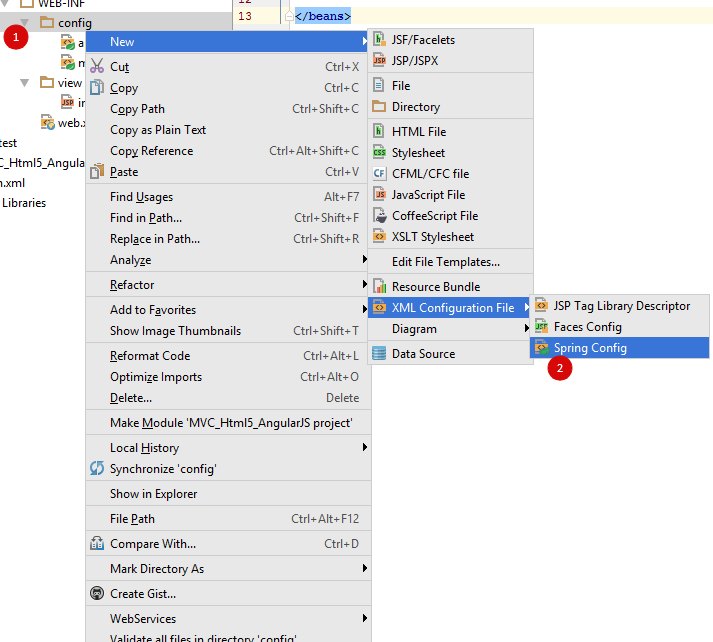 WEB-INF
12
13 </beans>
config
1
a
m
view
in
web.x
test
C_Html5_Angula
n.xml
Libraries
New
Cut Ctrl+X
Copy Ctrl+C
Copy Path Ctrl+Shift+C
Copy as Plain Text
Copy Reference Ctrl+Alt+Shift+C
Paste Ctrl+V
Find Usages Alt+F7
Find in Path... Ctrl+Shift+F
Replace in Path... Ctrl+Shift+R
Analyze
Refactor
Add to Favorites
Show Image Thumbnails Ctrl+Shift+T
Reformat Code Ctrl+Alt+L
Optimize Imports Ctrl+Alt+O
Delete... Delete
Make Module 'MVC_Html5_AngularJS project'
Local History
Synchronize 'config'
Show in Explorer
File Path Ctrl+Alt+F12
Compare With... Ctrl+D
Mark Directory As
Create Gist...
WebServices
Validate all files in directory 'config'
JSF/Facelets
JSP/JSPX
File
Directory
HTML File
Stylesheet
CFML/CFC file
JavaScript File
CoffeeScript File
XSLT Stylesheet
Edit File Templates...
Resource Bundle
XML Configuration File
Diagram
Data Source
JSP Tag Library Descriptor
Faces Config
Spring Config
2